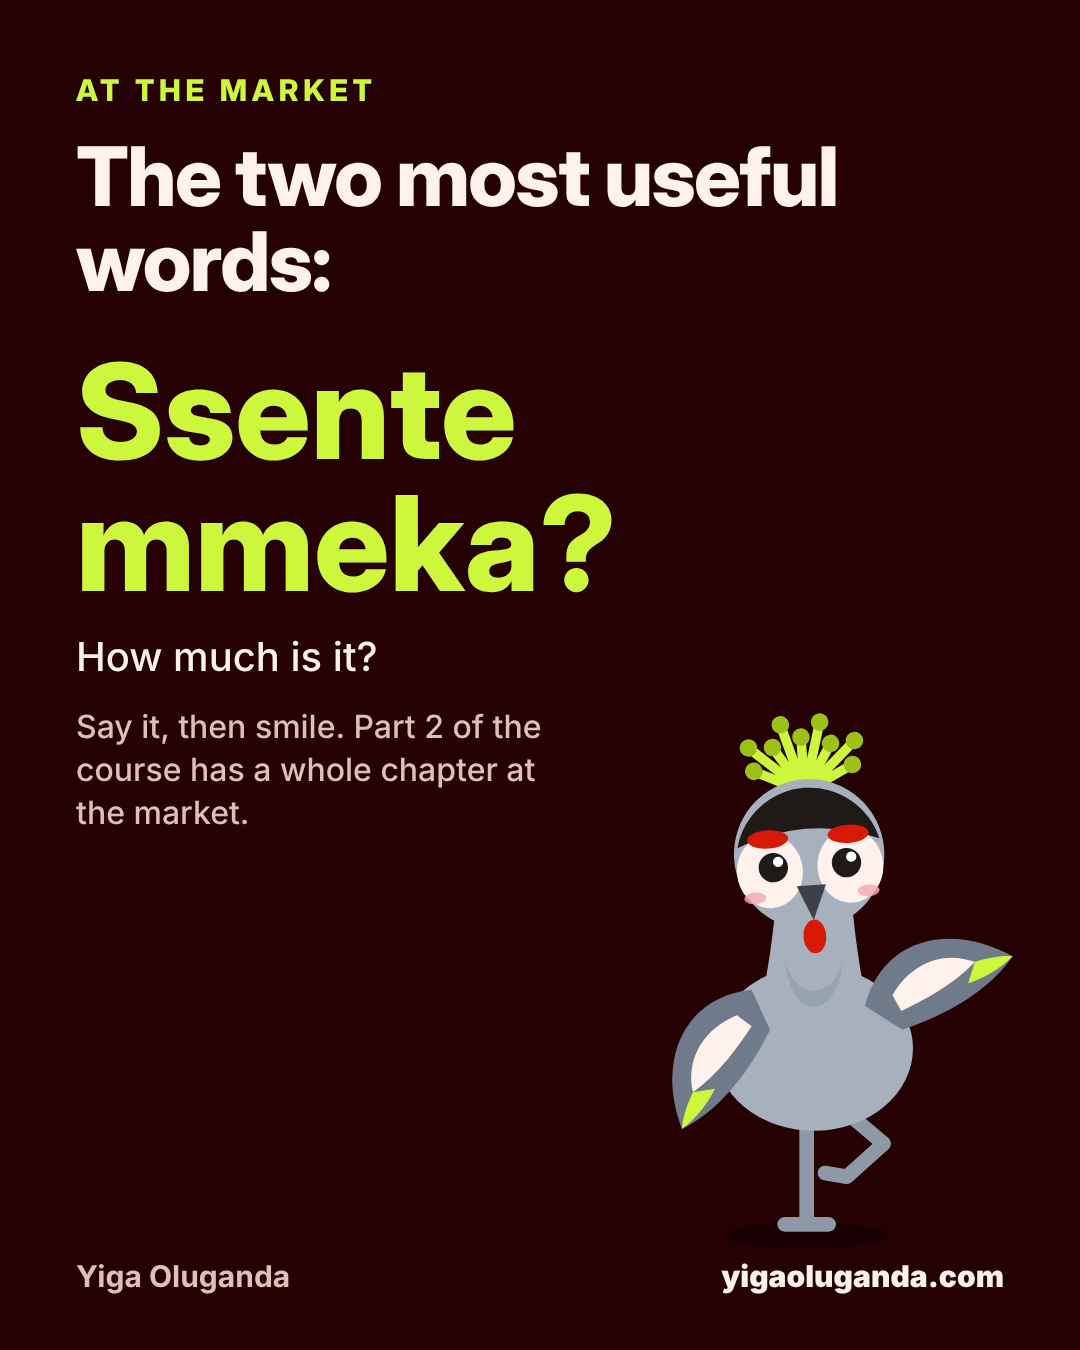 AT THE MARKET
The two most useful
words:
Ssente
mmeka?
How much is it?
Say it, then smile. Part 2 of the
course has a whole chapter at
the market.
Yiga Oluganda
yigaoluganda.com